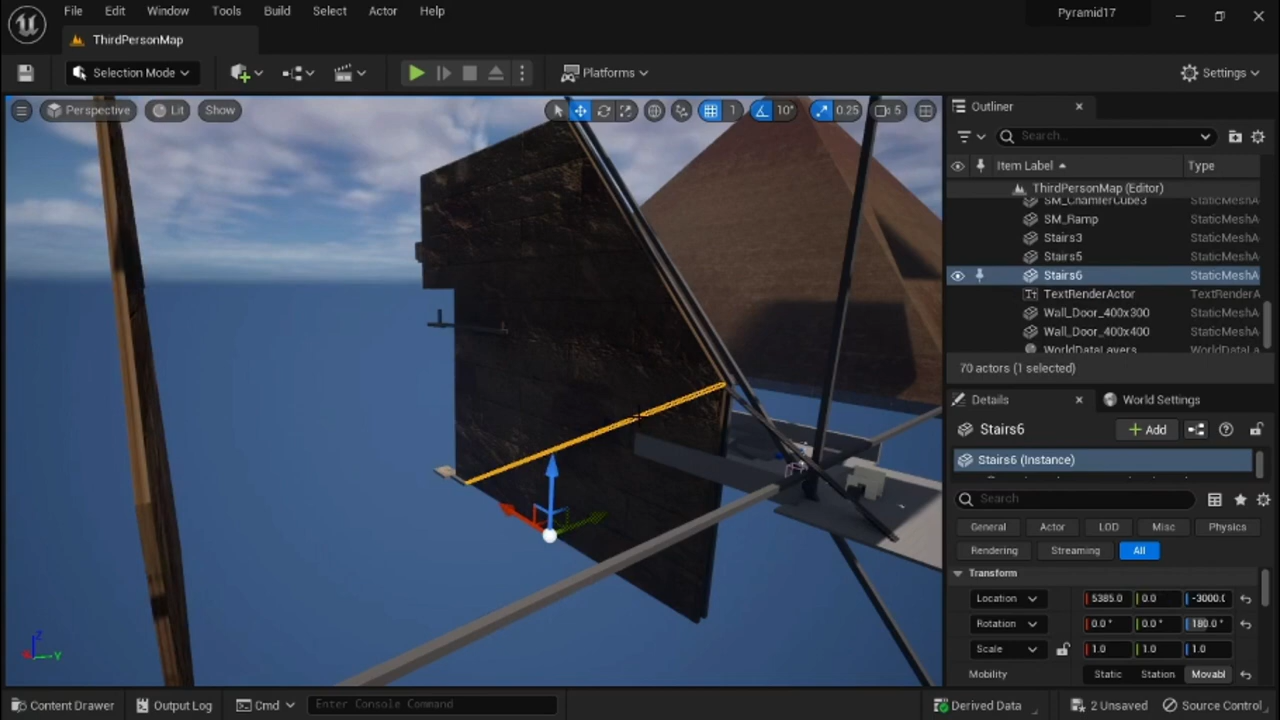 File Edit Window Tools Build Select Actor Help
Pyramid17
ThirdPersonMap
Selection Mode
Platforms
Settings
Perspective Lit Show
1 10° 0.25 5
Outliner
Search...
Item Label Type
ThirdPersonMap (Editor)
SM_ChamferCube3 StaticMeshA
SM_Ramp StaticMeshA
Stairs3 StaticMeshA
Stairs5 StaticMeshA
Stairs6 StaticMeshA
TextRenderActor TextRenderA
Wall_Door_400x300 StaticMeshA
Wall_Door_400x400 StaticMeshA
WorldDataLayers WorldDataLa
70 actors (1 selected)
Details World Settings
Stairs6 Add
Stairs6 (Instance)
Search
General Actor LOD Misc Physics
Rendering Streaming All
Transform
Location 5385.0 0.0 -3000.(
Rotation 0.0° 0.0° 180.0°
Scale 1.0 1.0 1.0
Mobility Static Station Movabl
Z
X Y
Content Drawer Output Log Cmd Enter Console Command Derived Data 2 Unsaved Source Control